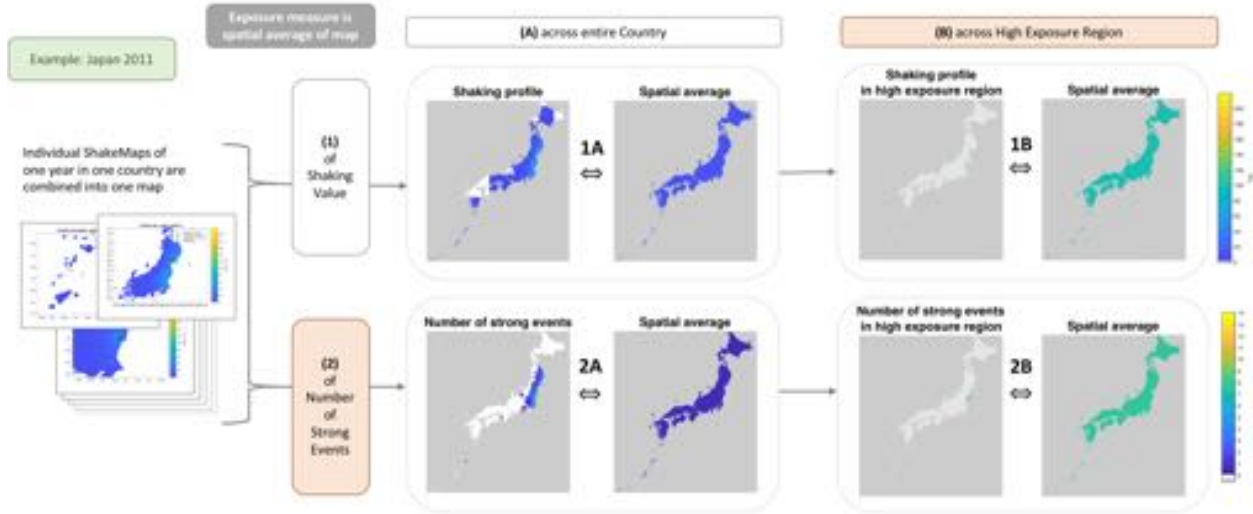 Exposure measure is
spatial average of map
(A) across entire Country
(B) across High Exposure Region
Example: Japan 2011
Individual ShakeMaps of
one year in one country are
combined into one map
(1)
of
Shaking
Value
Shaking profile
1A
Spatial average
Shaking profile
in high exposure region
1B
Spatial average
(2)
of
Number
of
Strong
Events
Number of strong events
2A
Spatial average
Number of strong events
in high exposure region
2B
Spatial average